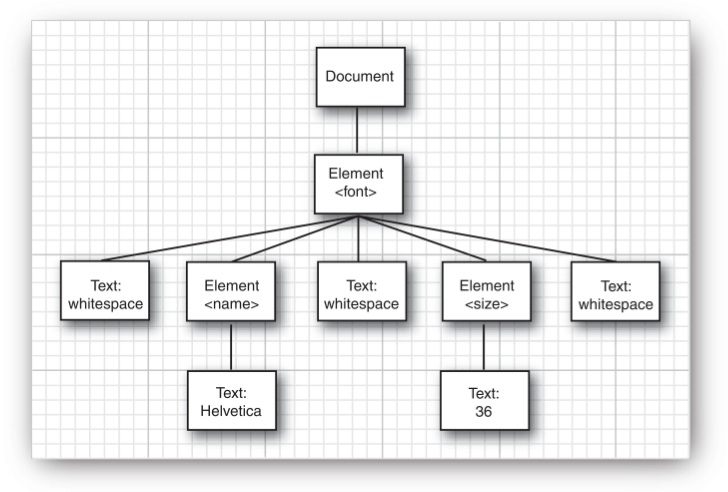 Document
Element
<font>
Text:
whitespace
Element
<name>
Text:
whitespace
Element
<size>
Text:
whitespace
Text:
Helvetica
Text:
36